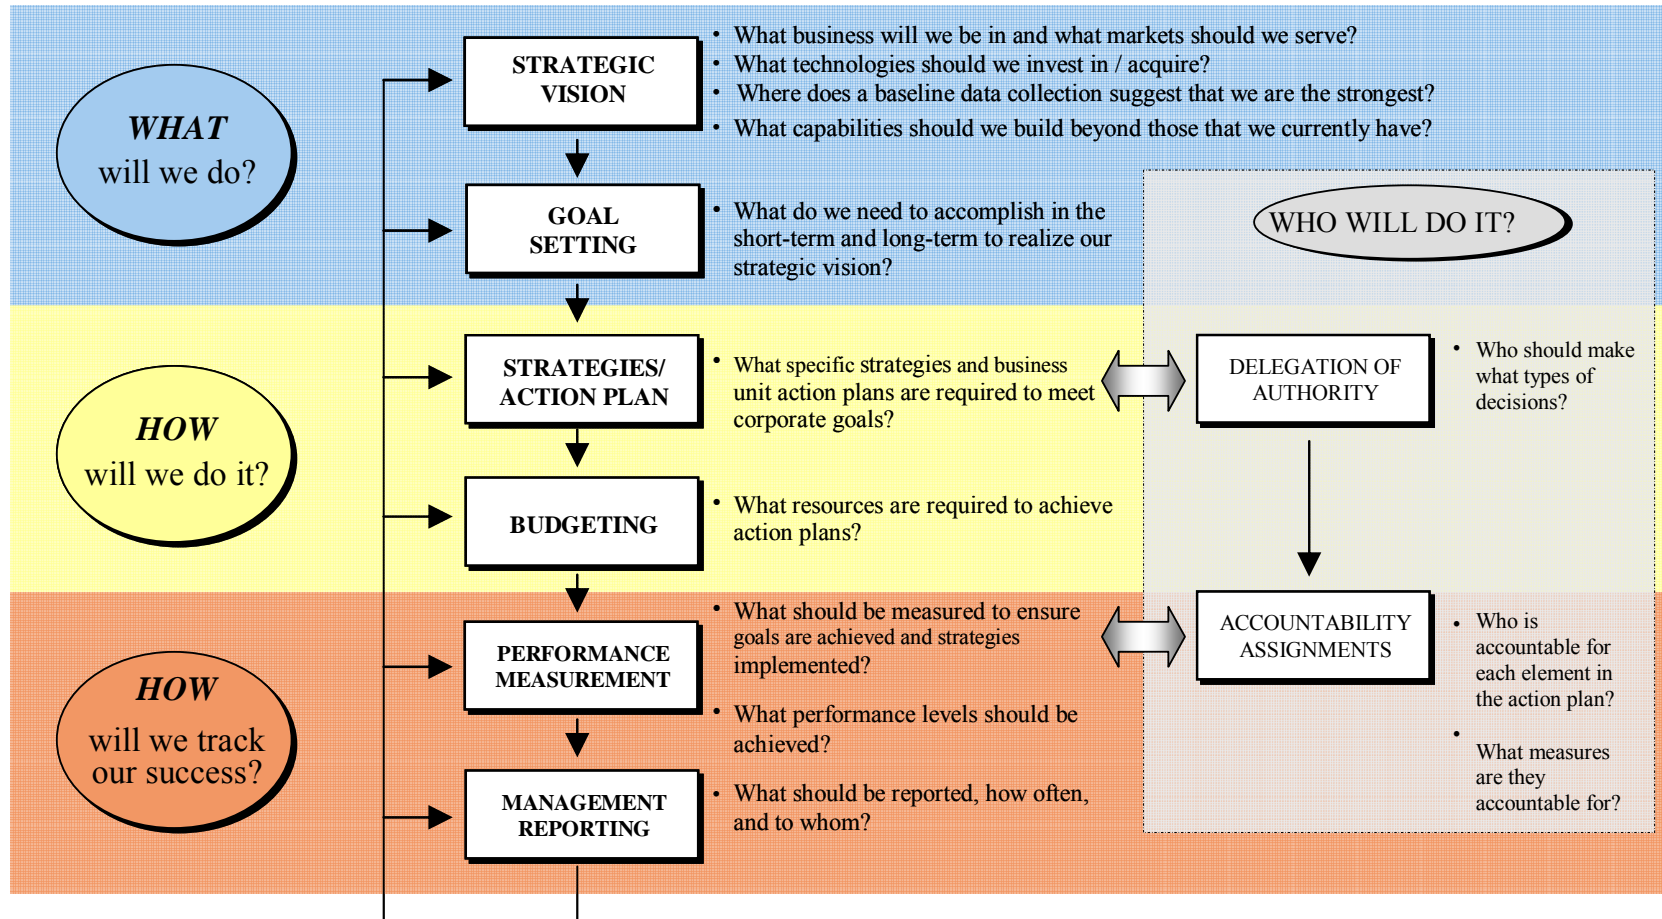 WHAT
will we do?
STRATEGIC
VISION
• What business will we be in and what markets should we serve?
• What technologies should we invest in / acquire?
• Where does a baseline data collection suggest that we are the strongest?
• What capabilities should we build beyond those that we currently have?
GOAL
SETTING
• What do we need to accomplish in the
short-term and long-term to realize our
strategic vision?
WHO WILL DO IT?
HOW
will we do it?
STRATEGIES/
ACTION PLAN
• What specific strategies and business
unit action plans are required to meet
corporate goals?
DELEGATION OF
AUTHORITY
• Who should make
what types of
decisions?
BUDGETING
• What resources are required to achieve
action plans?
HOW
will we track
our success?
PERFORMANCE
MEASUREMENT
• What should be measured to ensure
goals are achieved and strategies
implemented?
• What performance levels should be
achieved?
ACCOUNTABILITY
ASSIGNMENTS
• Who is
accountable for
each element in
the action plan?
• What measures
are they
accountable for?
MANAGEMENT
REPORTING
• What should be reported, how often,
and to whom?